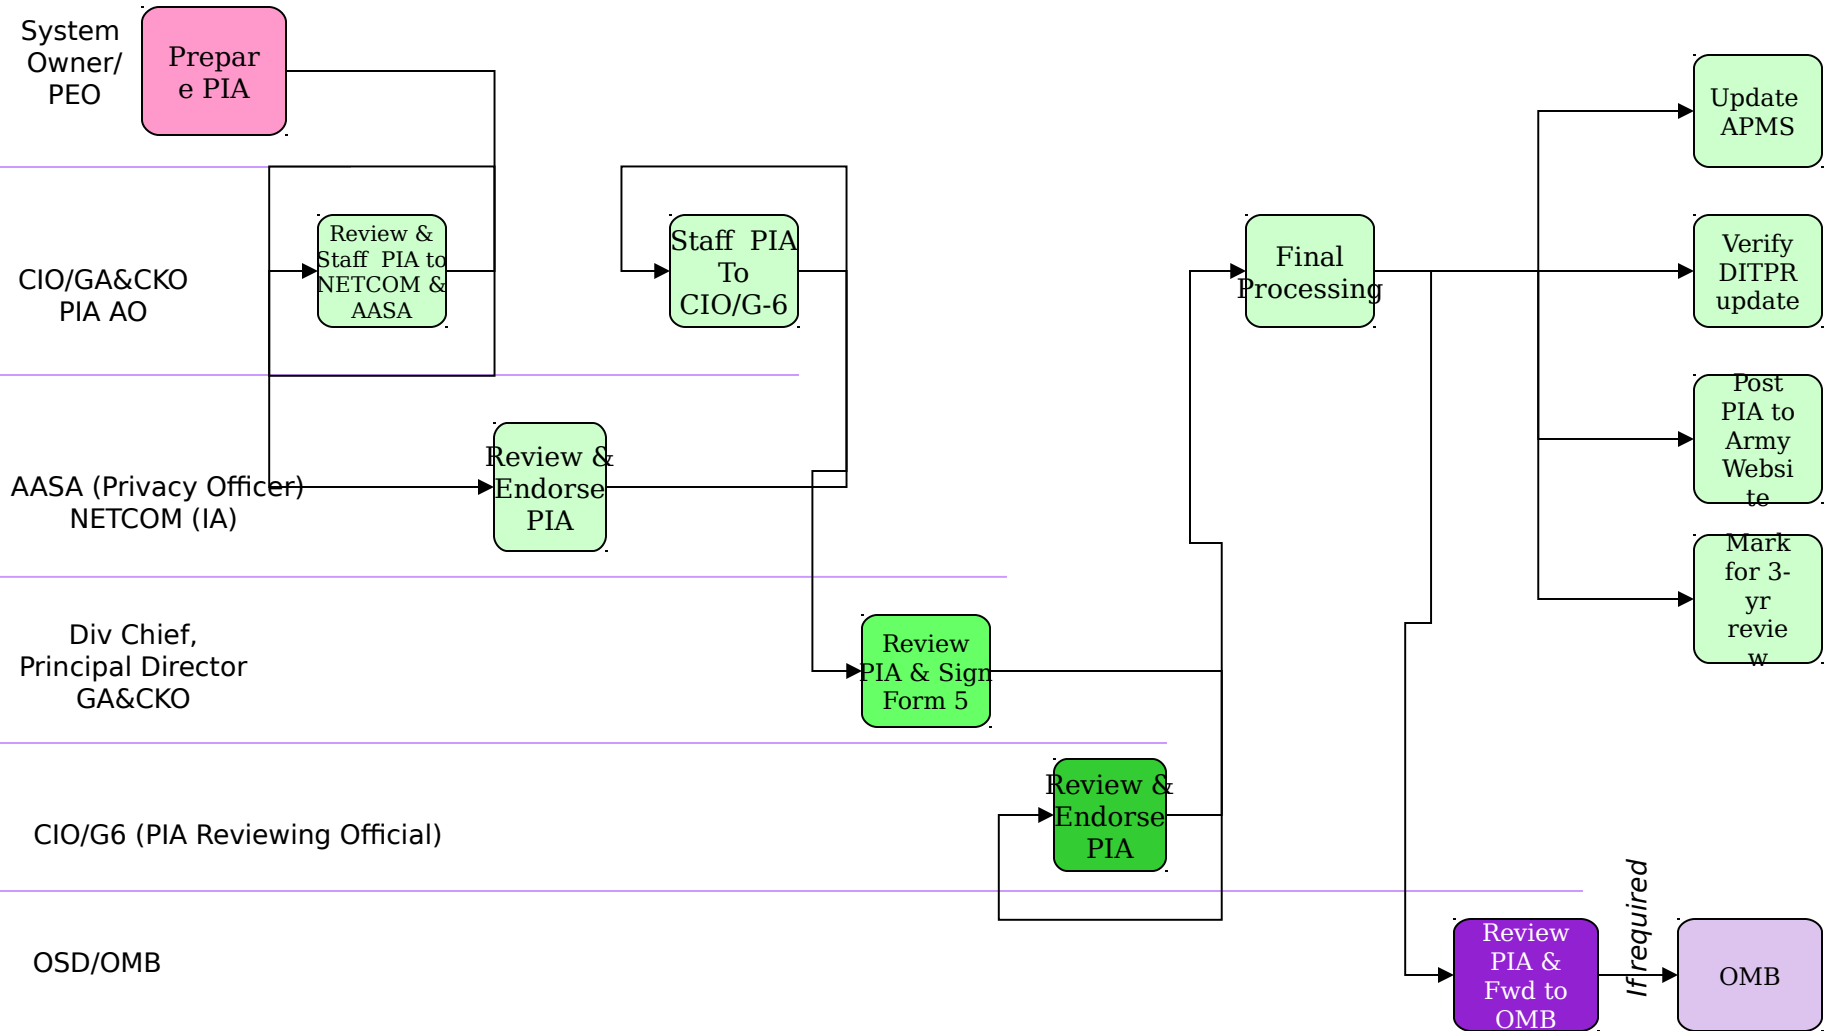 System
Owner/
PEO
Prepar
e PIA
Update
APMS
CIO/GA&CKO
PIA AO
Review &
Staff PIA to
NETCOM &
AASA
Staff PIA
To
CIO/G-6
Final
Processing
Verify
DITPR
update
Post
PIA to
Army
Websi
te
AASA (Privacy Officer)
NETCOM (IA)
Review &
Endorse
PIA
Mark
for 3-
yr
revie
w
Div Chief,
Principal Director
GA&CKO
Review
PIA & Sign
Form 5
CIO/G6 (PIA Reviewing Official)
Review &
Endorse
PIA
OSD/OMB
Review
PIA &
Fwd to
OMB
If required
OMB